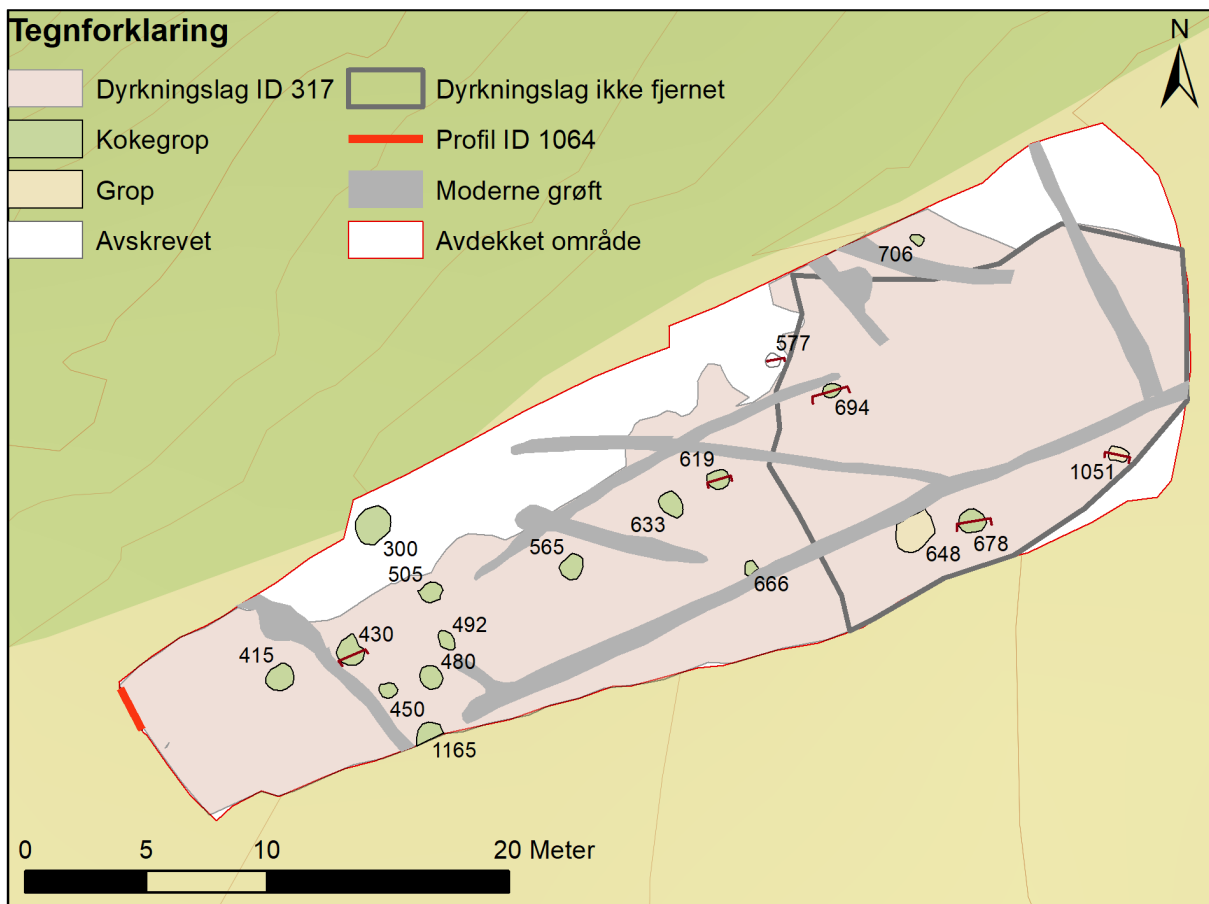 Tegnforklaring
Dyrkningslag ID 317
Dyrkningslag ikke fjernet
Kokegrop
Profil ID 1064
Grop
Moderne grøft
Avskrevet
Avdekket område
N
706
577
694
619
1051
633
300
565
648
678
505
666
492
430
415
480
450
1165
0 5 10 20 Meter